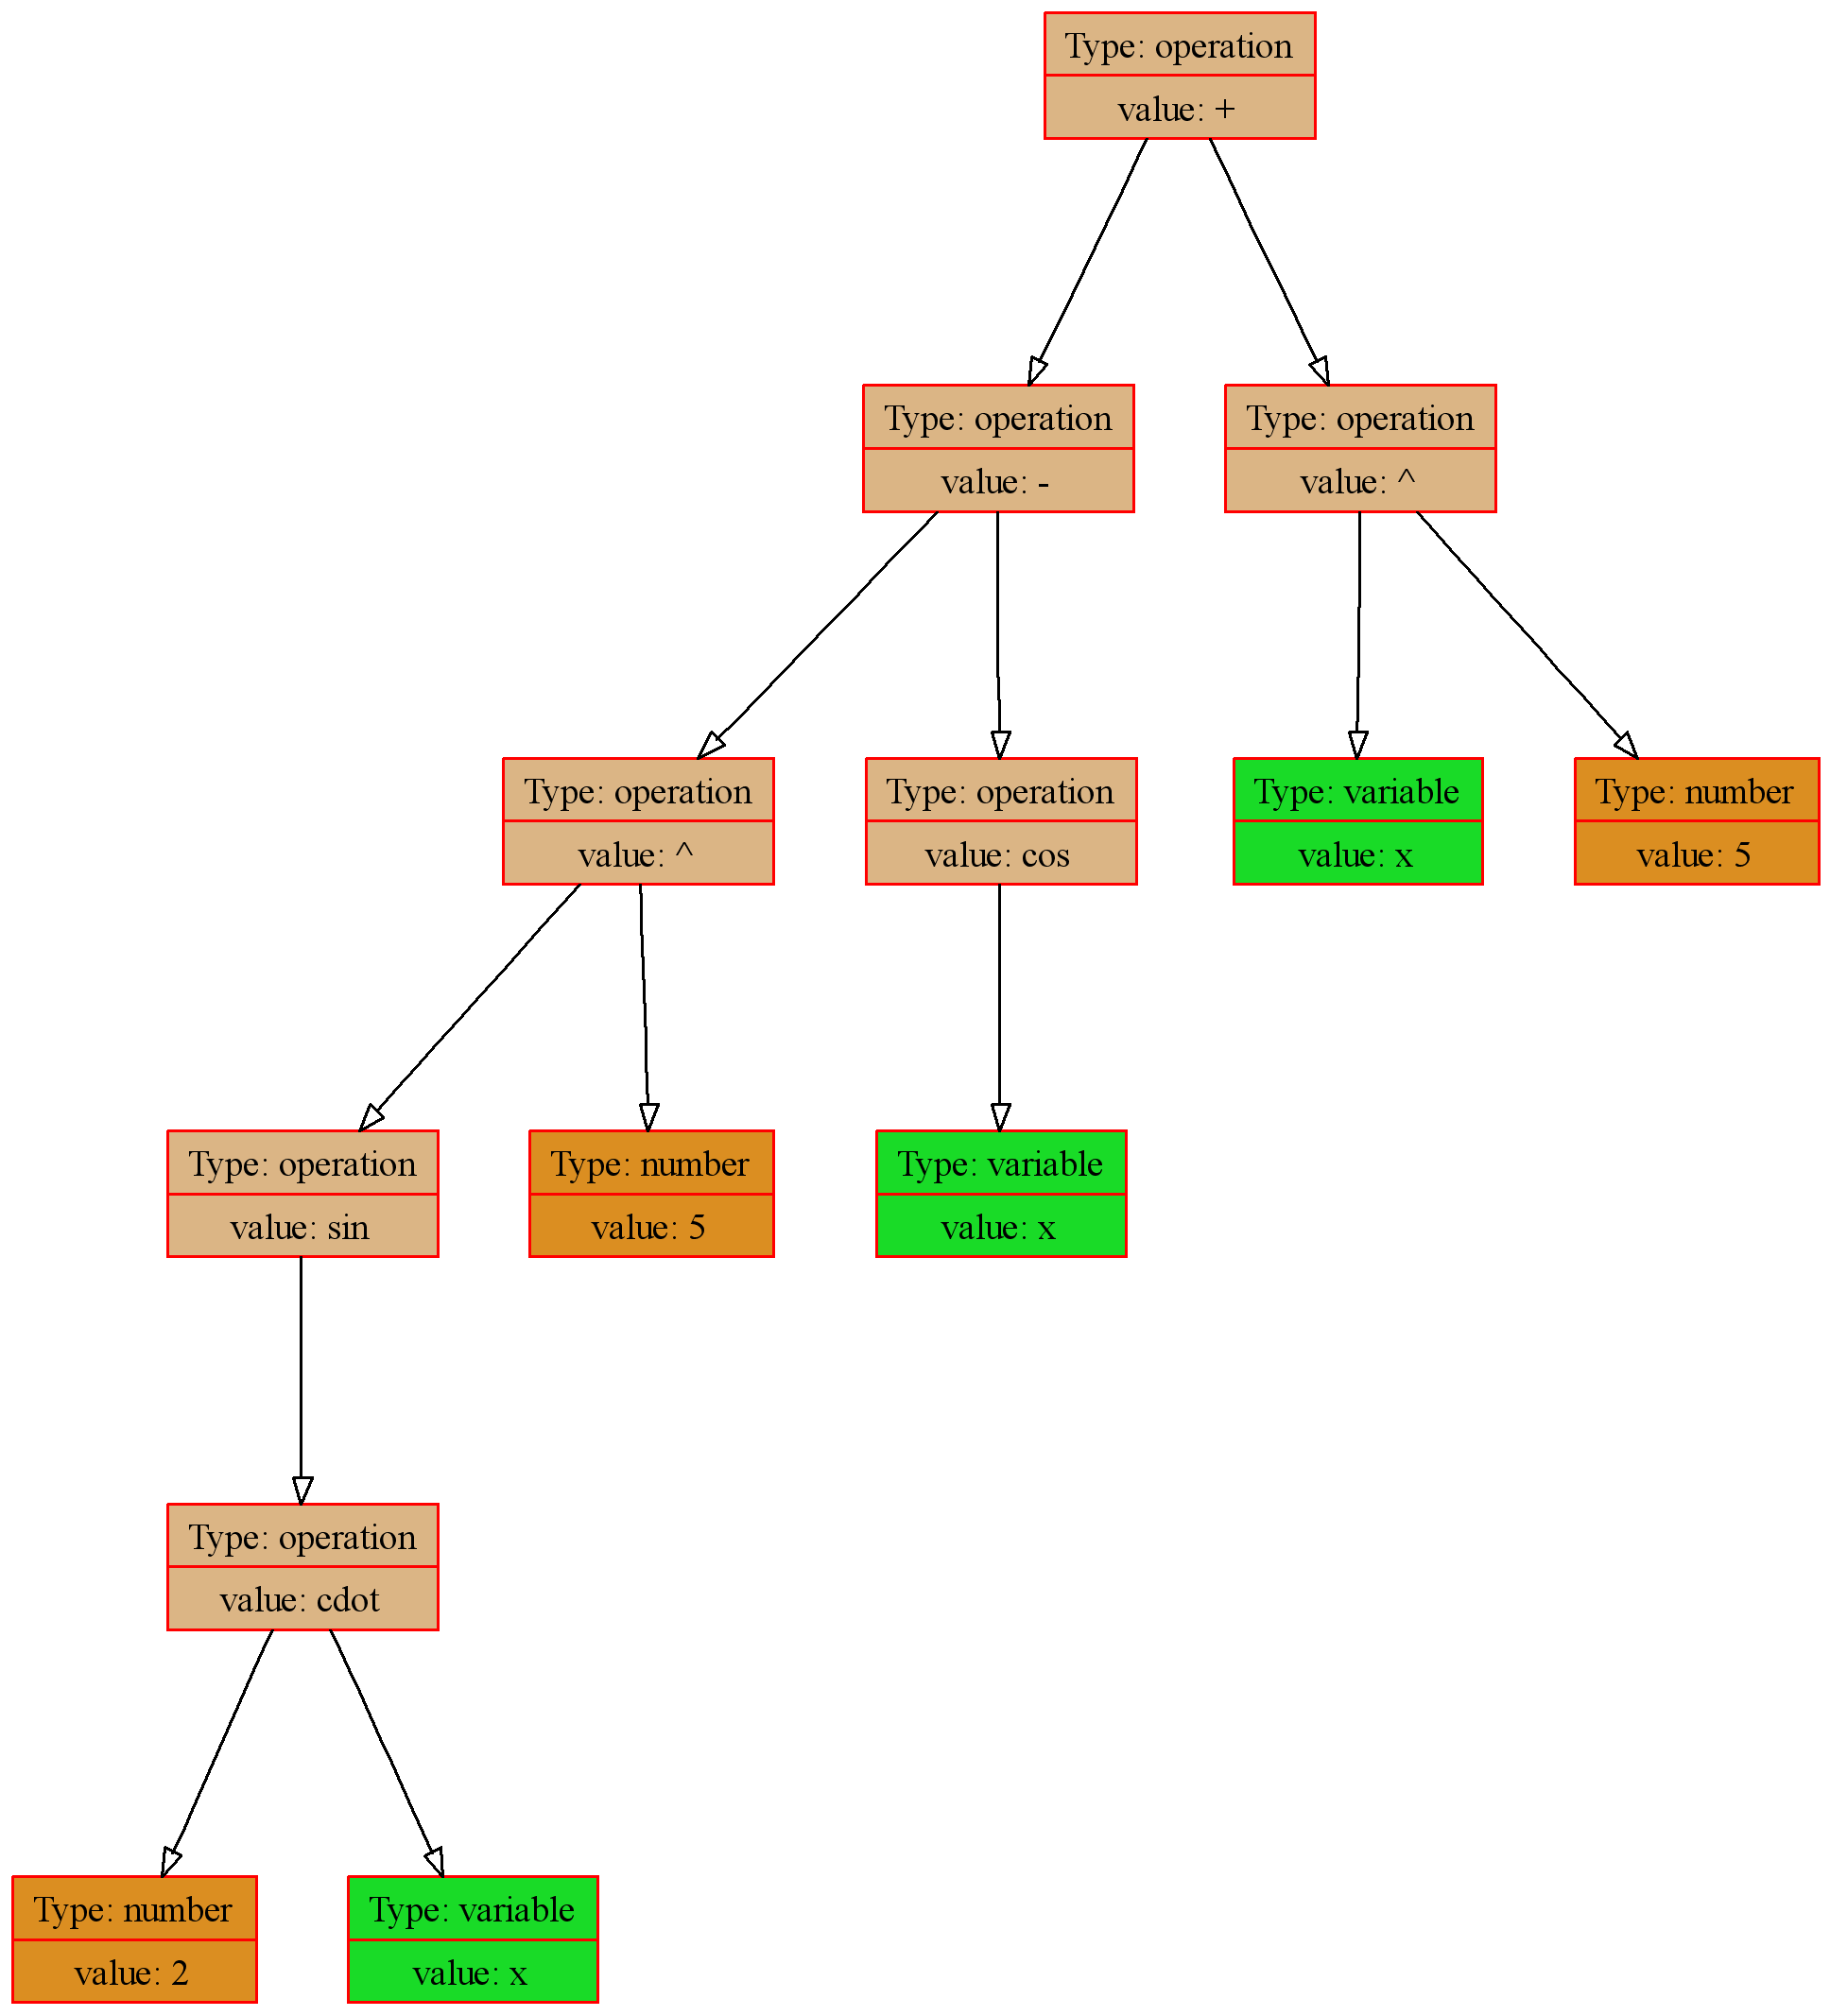 Type: operation
value: +
Type: operation
value: -
Type: operation
value: ^
Type: operation
value: ^
Type: operation
value: cos
Type: variable
value: x
Type: number
value: 5
Type: operation
value: sin
Type: number
value: 5
Type: variable
value: x
Type: operation
value: cdot
Type: number
value: 2
Type: variable
value: x